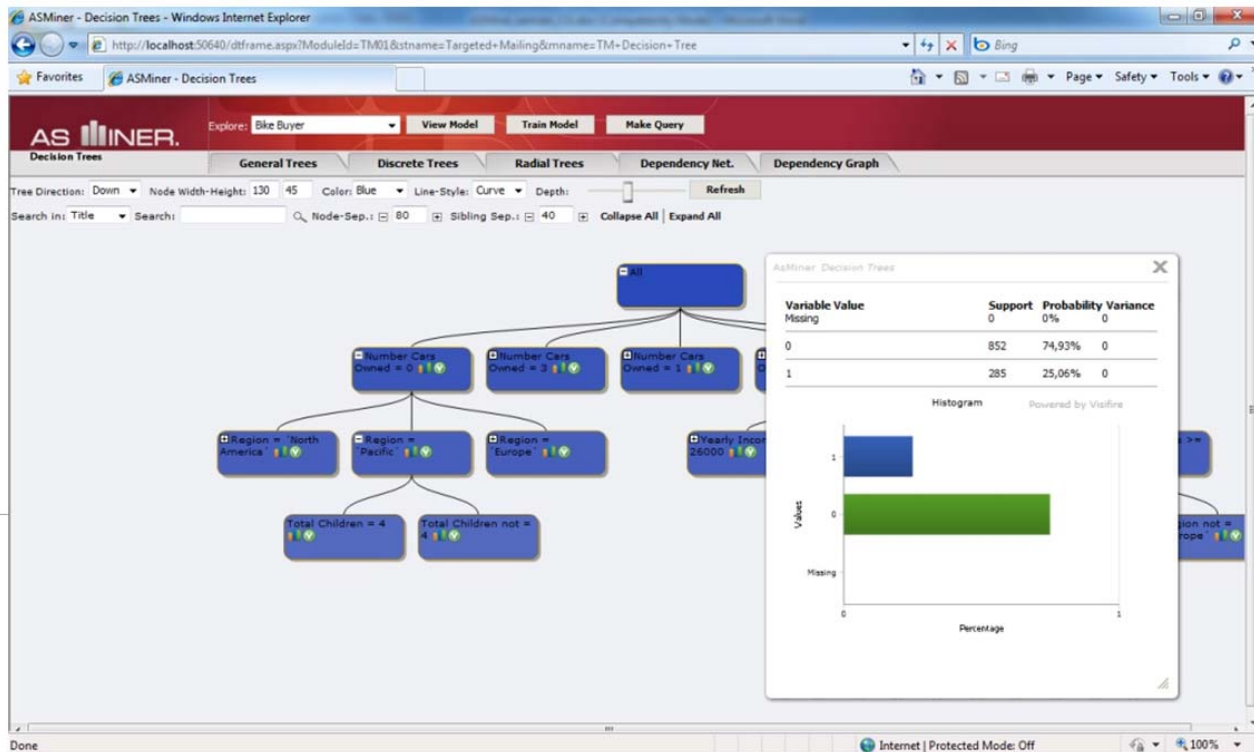 ASMiner - Decision Trees - Windows Internet Explorer
http://localhost:50640/dtframe.aspx?ModuleId=TM01&stname=Targeted+Mailing&mname=TM+Decision+Tree
Bing
Favorites ASMiner - Decision Trees Page Safety Tools
AS MINER.
Decision Trees
Explore: Bike Buyer View Model Train Model Make Query
General Trees Discrete Trees Radial Trees Dependency Net. Dependency Graph
Tree Direction: Down Node Width-Height: 130 45 Color: Blue Line-Style: Curve Depth: Refresh
Search in: Title Search: Node-Sep.: 80 Sibling Sep.: 40 Collapse All | Expand All
All
Number Cars
Owned = 0
Number Cars
Owned = 3
Number Cars
Owned = 1
Region = `North
America`
Region =
`Pacific`
Region =
`Europe`
Yearly Incom
26000
>=
Total Children = 4
Total Children not =
4
gion not =
rope`
AsMiner Decision Trees
Variable Value Support Probability Variance
Missing 0 0% 0
0 852 74,93% 0
1 285 25,06% 0
Histogram Powered by Visifire
Values
1
0
Missing
0 1
Percentage
Done Internet | Protected Mode: Off 100%